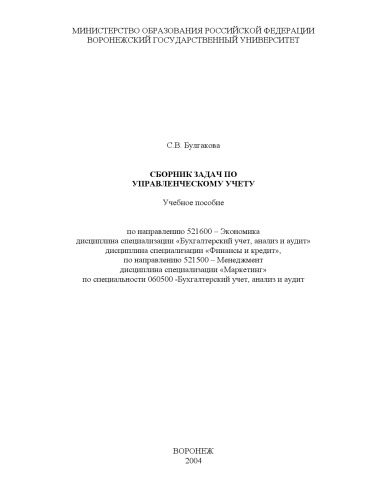 МИНИСТЕРСТВО ОБРАЗОВАНИЯ РОССИЙСКОЙ ФЕДЕРАЦИИ
ВОРОНЕЖСКИЙ ГОСУДАРСТВЕННЫЙ УНИВЕРСИТЕТ
С.В. Булгакова
СБОРНИК ЗАДАЧ ПО
УПРАВЛЕНЧЕСКОМУ УЧЕТУ
Учебное пособие
по направлению 521600 – Экономика
дисциплина специализации «Бухгалтерский учет, анализ и аудит»
дисциплина специализации «Финансы и кредит»,
по направлению 521500 – Менеджмент
дисциплина специализации «Маркетинг»
по специальности 060500 -Бухгалтерский учет, анализ и аудит
ВОРОНЕЖ
2004